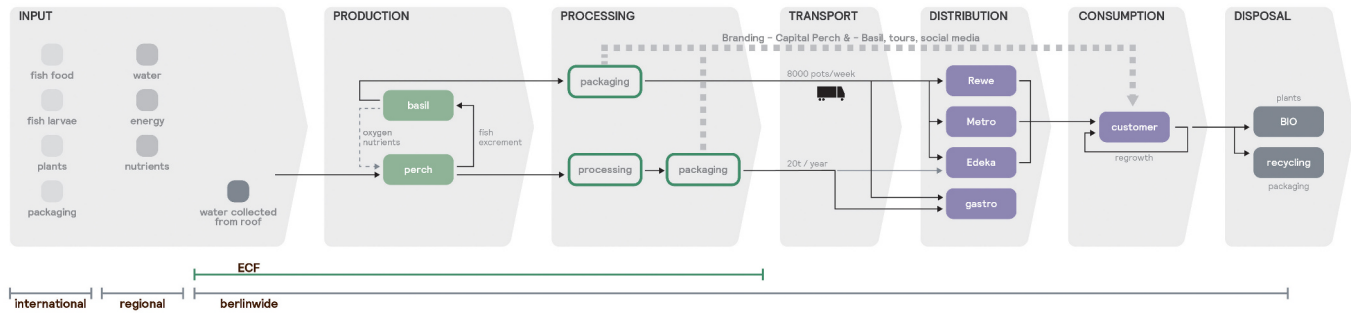 INPUT
PRODUCTION
PROCESSING
TRANSPORT
DISTRIBUTION
CONSUMPTION
DISPOSAL
Branding – Capital Perch & – Basil, tours, social media
fish food
water
fish larvae
energy
plants
nutrients
packaging
water collected
from roof
basil
oxygen
nutrients
fish
excrement
perch
packaging
processing
packaging
8000 pots/week
20t / year
Rewe
Metro
Edeka
gastro
customer
regrowth
plants
BIO
recycling
packaging
ECF
international
regional
berlinwide